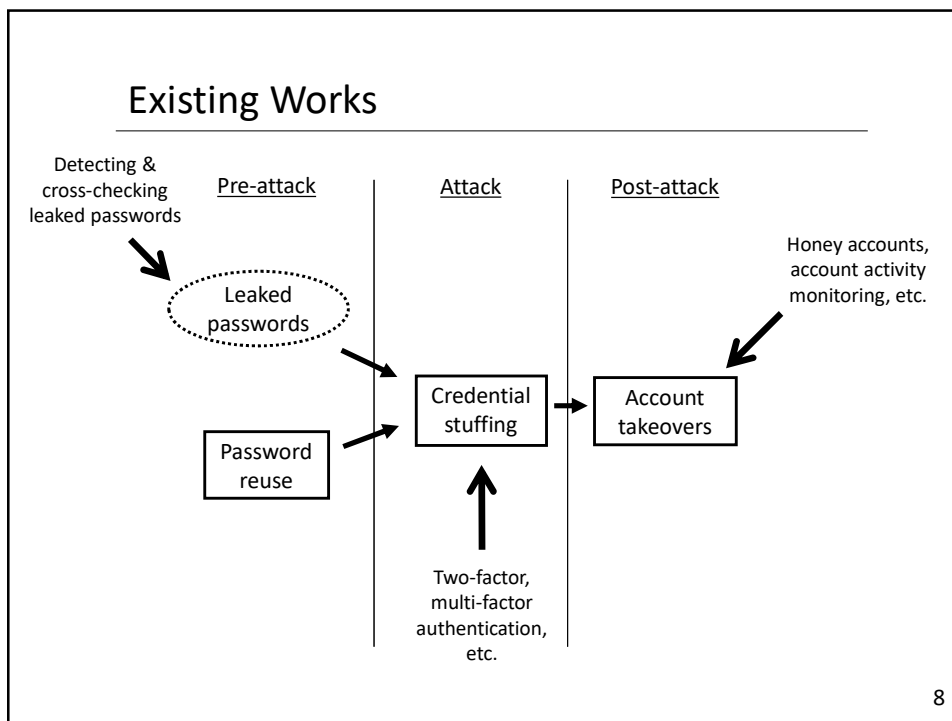 Existing Works
Detecting &
cross-checking
leaked passwords
Pre-attack
Attack
Post-attack
Honey accounts,
account activity
monitoring, etc.
Leaked
passwords
Credential
stuffing
Account
takeovers
Password
reuse
Two-factor,
multi-factor
authentication,
etc.
8